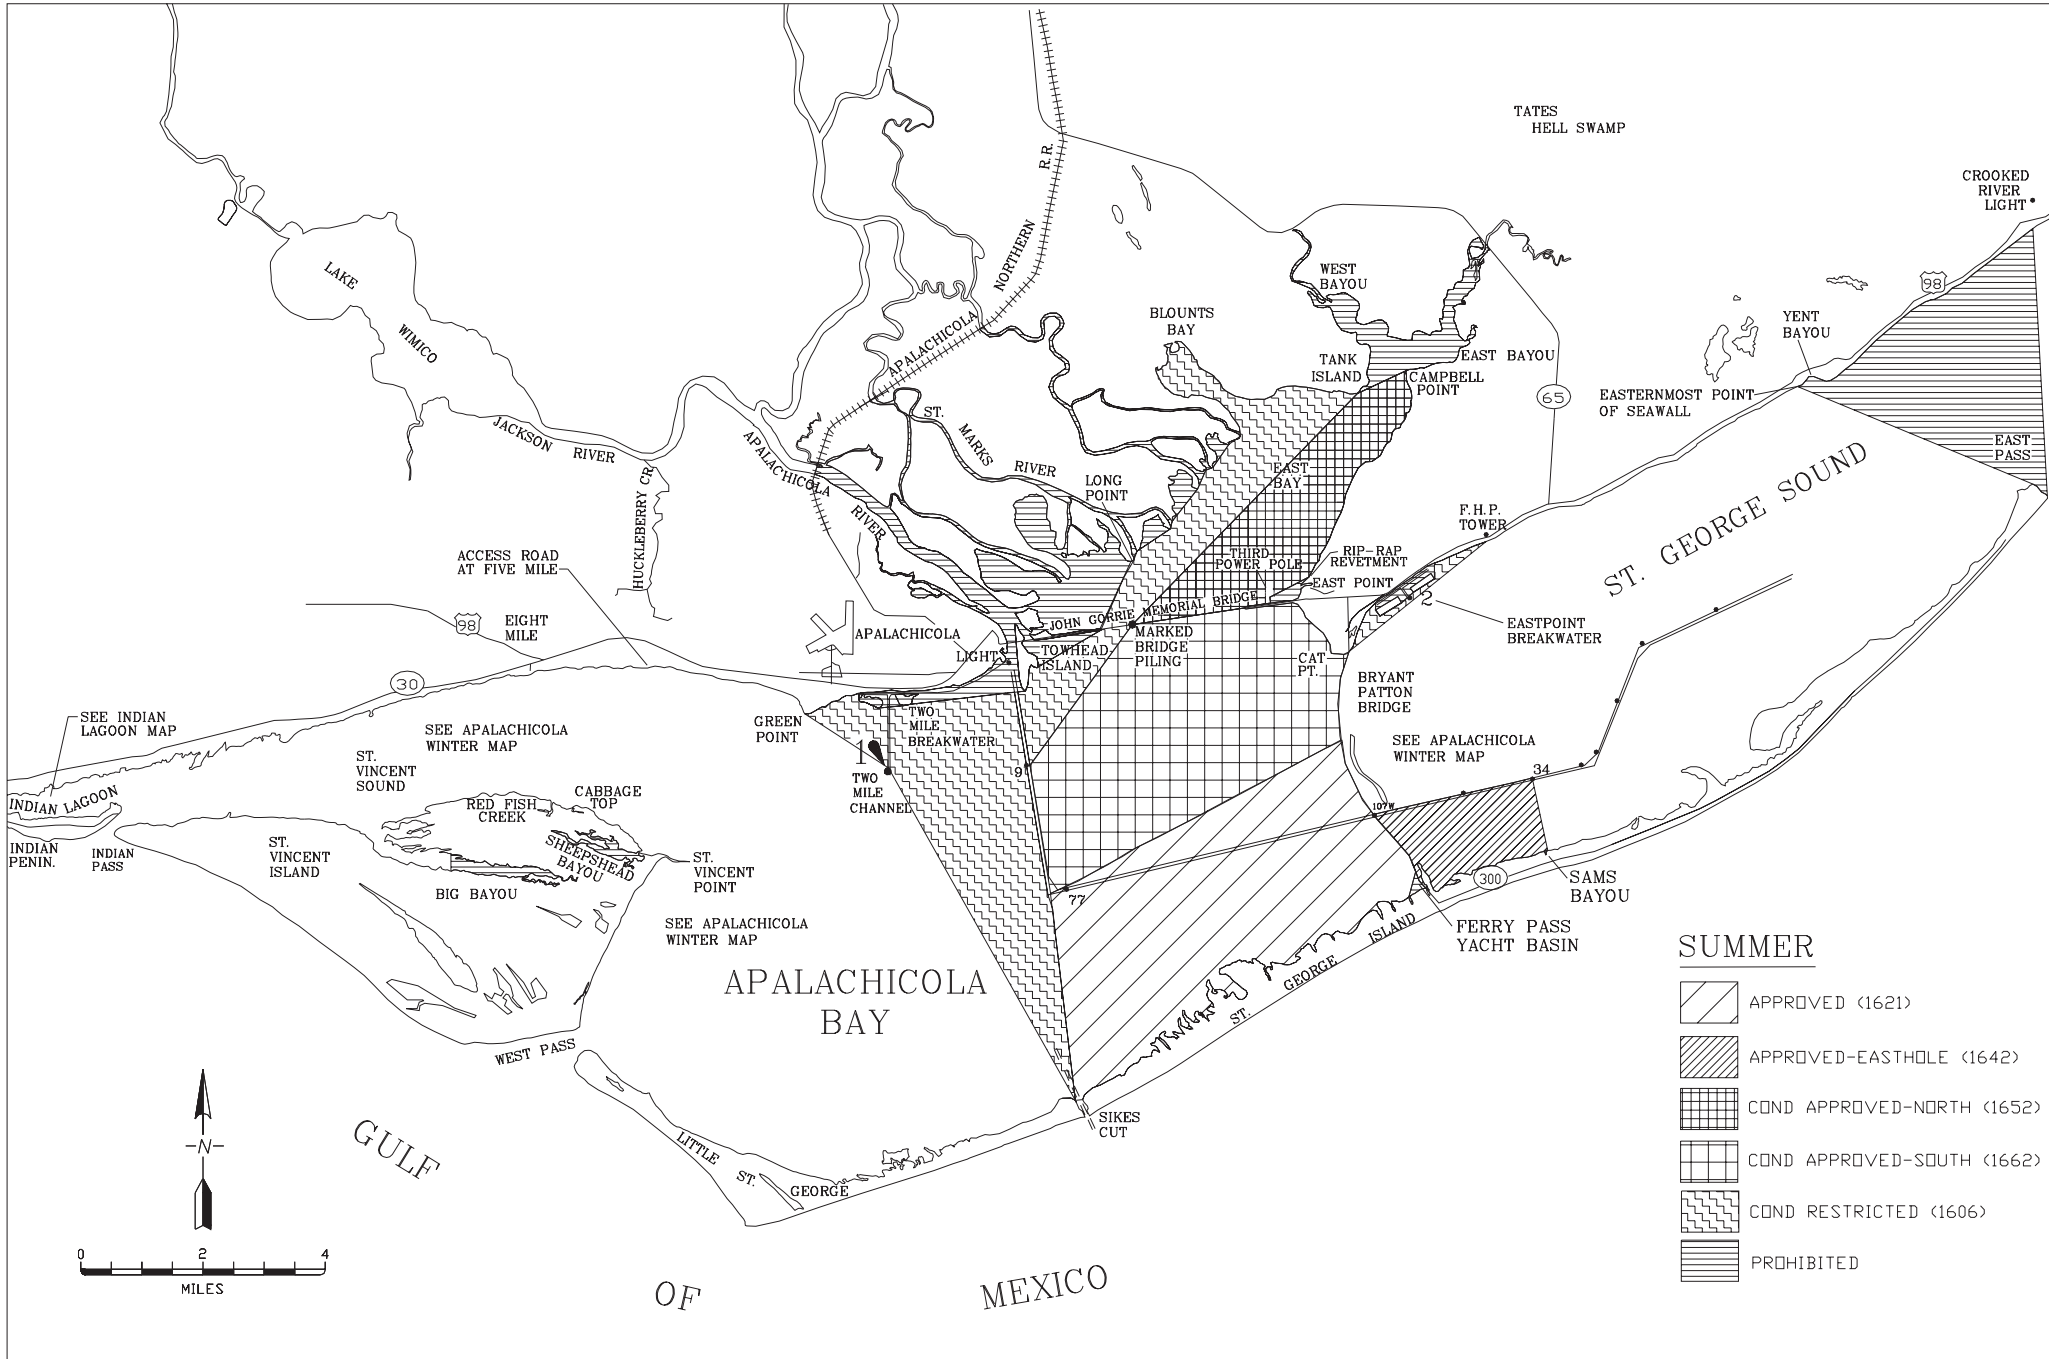 TATES
HELL SWAMP
CROOKED
RIVER
LIGHT
R.R.
NORTHERN
APALACHICOLA
LAKE
WIMICO
WEST
BAYOU
98
BLOUNTS
BAY
YENT
BAYOU
TANK
ISLAND
EAST BAYOU
CAMPBELL
POINT
65
EASTERNMOST POINT
OF SEAWALL
JACKSON RIVER
APALACHICOLA
RIVER
ST.
MARKS
RIVER
LONG
POINT
EAST
BAY
EAST
PASS
ST. GEORGE SOUND
HUCKLEBERRY CR.
F.H.P.
TOWER
ACCESS ROAD
AT FIVE MILE
THIRD
POWER POLE
RIP-RAP
REVETMENT
EAST POINT
2
98
EIGHT
MILE
APALACHICOLA
LIGHT
JOHN GORRIE MEMORIAL BRIDGE
TOWHEAD
ISLAND
MARKED
BRIDGE
PILING
EASTPOINT
BREAKWATER
CAT
PT.
BRYANT
PATTON
BRIDGE
30
SEE INDIAN
LAGOON MAP
SEE APALACHICOLA
WINTER MAP
GREEN
POINT
TWO
MILE
BREAKWATER
1
TWO
MILE
CHANNEL
9
SEE APALACHICOLA
WINTER MAP
34
107W
ST.
VINCENT
SOUND
INDIAN LAGOON
INDIAN
PENIN.
INDIAN
PASS
RED FISH
CREEK
CABBAGE
TOP
SHEEPSHEAD
BAYOU
ST.
VINCENT
ISLAND
BIG BAYOU
ST.
VINCENT
POINT
77
300
SAMS
BAYOU
FERRY PASS
YACHT BASIN
SEE APALACHICOLA
WINTER MAP
APALACHICOLA
BAY
ST. GEORGE ISLAND
WEST PASS
SIKES
CUT
LITTLE
ST.
GEORGE
GULF
OF
MEXICO
N
0 2 4
MILES
SUMMER
APPROVED (1621)
APPROVED-EASTHOLE (1642)
COND APPROVED-NORTH (1652)
COND APPROVED-SOUTH (1662)
COND RESTRICTED (1606)
PROHIBITED